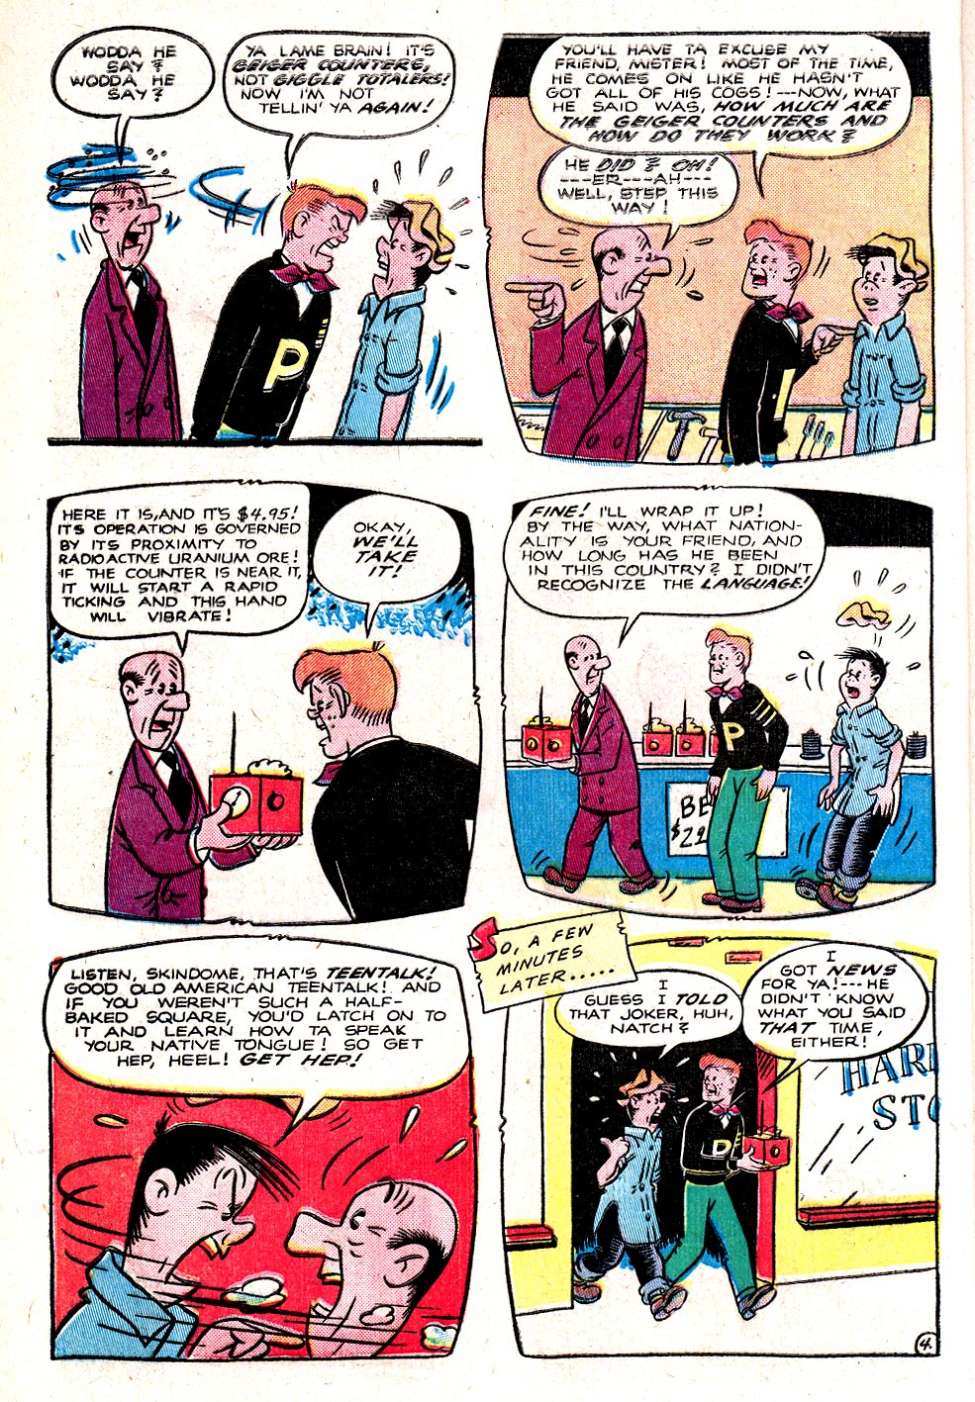 WODDA HE
SAY?
WODDA HE
SAY?
YA LAME BRAIN! IT'S
GEIGER COUNTERS,
NOT GIGGLE TOTALERS!
NOW I'M NOT
TELLIN' YA AGAIN!
P
YOU'LL HAVE TA EXCUSE MY
FRIEND, MISTER! MOST OF THE TIME,
HE COMES ON LIKE HE HASN'T
GOT ALL OF HIS COGS!---NOW, WHAT
HE SAID WAS, HOW MUCH ARE
THE GEIGER COUNTERS AND
HOW DO THEY WORK?
HE DID? OH!
---ER---AH---
WELL, STEP THIS
WAY!
HERE IT IS, AND IT'S $4.95!
ITS OPERATION IS GOVERNED
BY ITS PROXIMITY TO
RADIOACTIVE URANIUM ORE!
IF THE COUNTER IS NEAR IT,
IT WILL START A RAPID
TICKING AND THIS HAND
WILL VIBRATE!
OKAY,
WE'LL
TAKE
IT!
FINE! I'LL WRAP IT UP!
BY THE WAY, WHAT NATION-
ALITY IS YOUR FRIEND, AND
HOW LONG HAS HE BEEN
IN THIS COUNTRY? I DIDN'T
RECOGNIZE THE LANGUAGE!
P
BE
$29
LISTEN, SKINDOME, THAT'S TEENTALK!
GOOD OLD AMERICAN TEENTALK! AND
IF YOU WEREN'T SUCH A HALF-
BAKED SQUARE, YOU'D LATCH ON TO
IT AND LEARN HOW TA SPEAK
YOUR NATIVE TONGUE! SO GET
HEP, HEEL! GET HEP!
SO, A FEW
MINUTES
LATER.....
I
GUESS I TOLD
THAT JOKER, HUH,
NATCH?
I
GOT NEWS
FOR YA!---HE
DIDN'T KNOW
WHAT YOU SAID
THAT TIME,
EITHER!
HAR
STO
P
4.